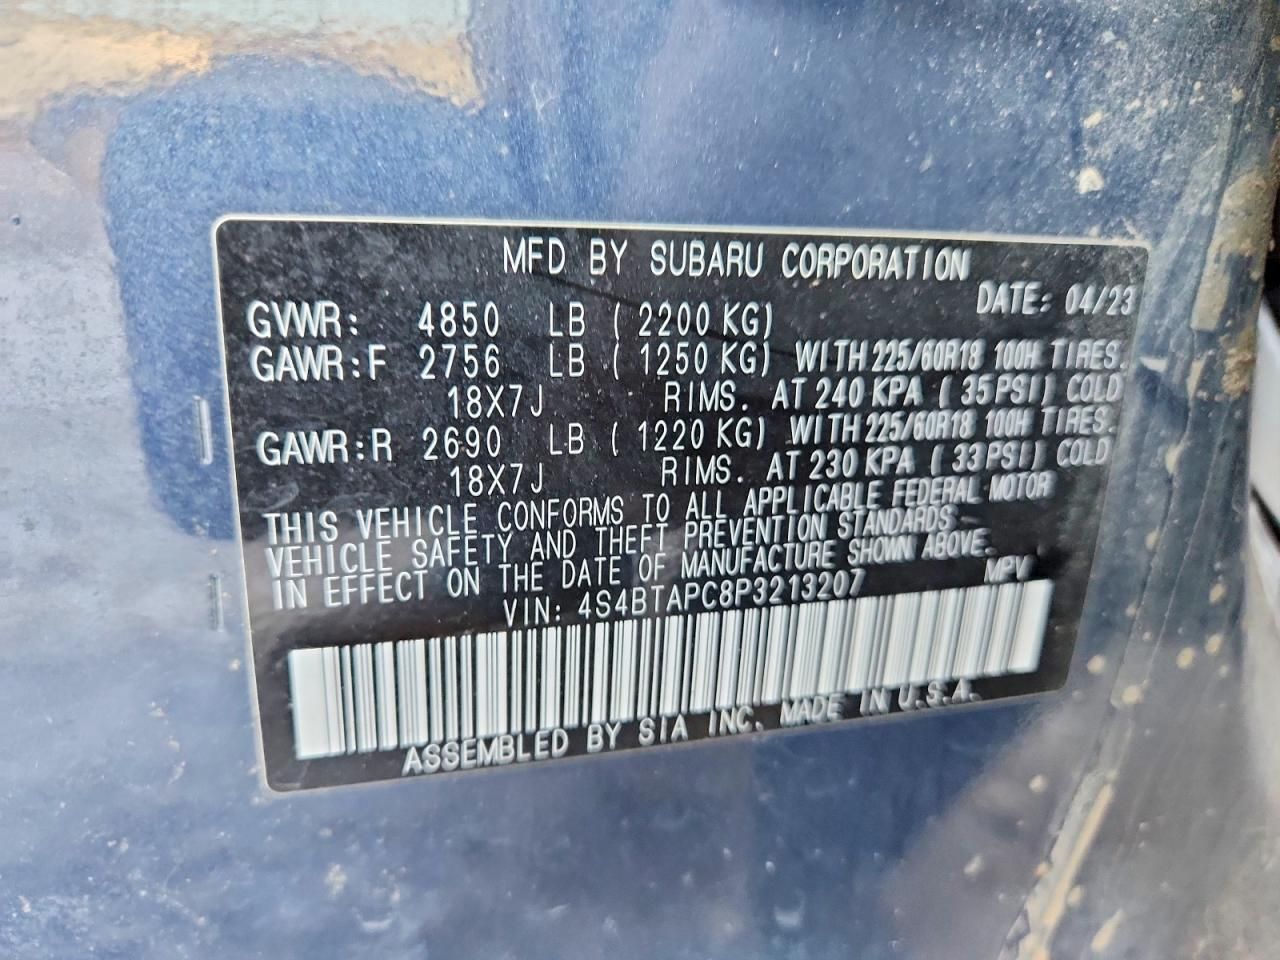 MFD BY SUBARU CORPORATION
DATE: 04/23
GVWR: 4850 LB (2200 KG)
GAWR:F 2756 LB (1250 KG) WITH 225/60R18 100H TIRES.
18X7J RIMS. AT 240 KPA (35PSI) COLD
GAWR:R 2690 LB (1220 KG) WITH 225/60R18 100H TIRES.
18X7J RIMS. AT 230 KPA (33PSI) COLD
THIS VEHICLE CONFORMS TO ALL APPLICABLE FEDERAL MOTOR
VEHICLE SAFETY AND THEFT PREVENTION STANDARDS
IN EFFECT ON THE DATE OF MANUFACTURE SHOWN ABOVE.
VIN: 4S4BTAPC8P3213207 MPV
ASSEMBLED BY SIA INC. MADE IN U.S.A.